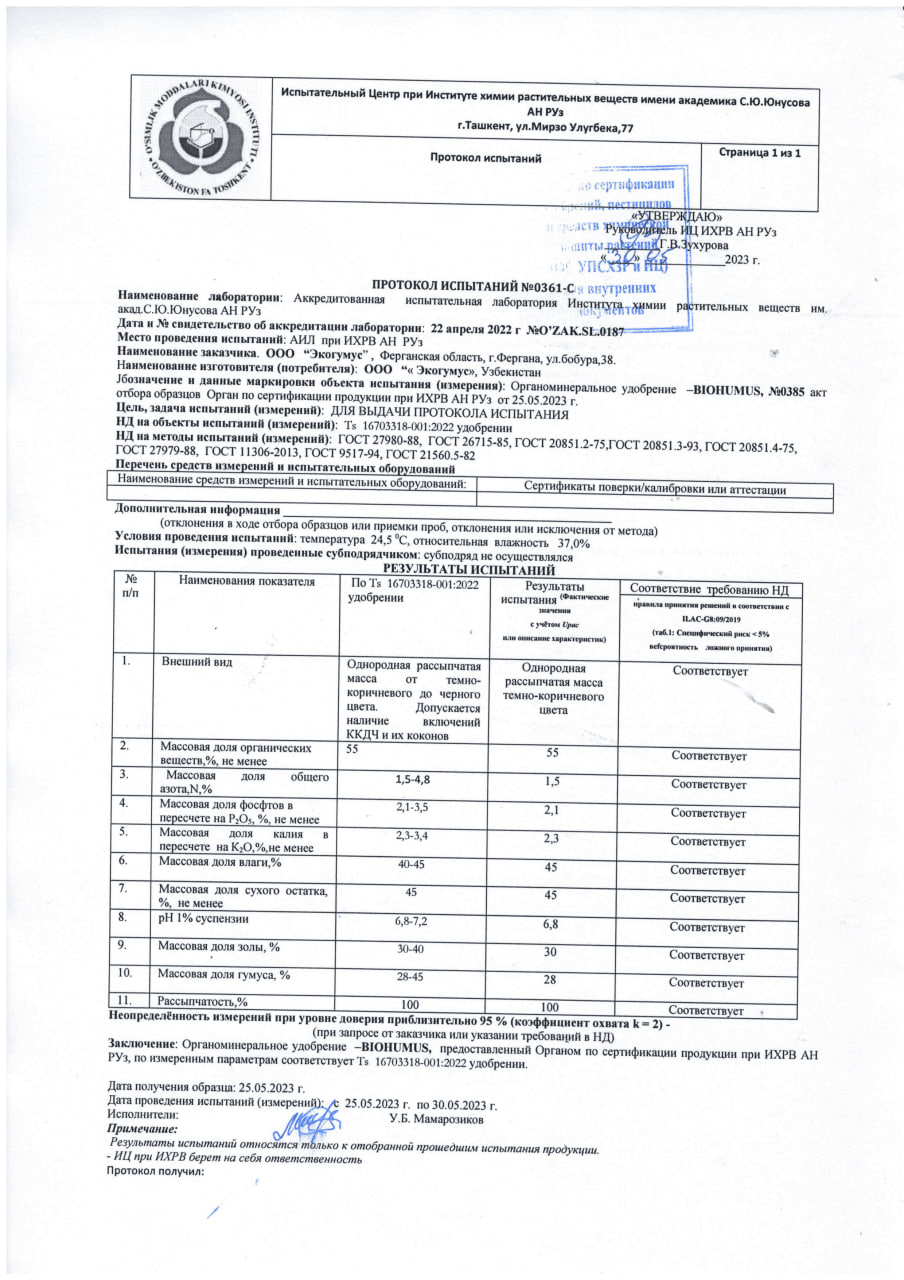 O'SIMLIK MODDALARI KIMYOSI INSTITUTI
O'ZBEKISTON FA TOSHKENT
Испытательный Центр при Институте химии растительных веществ имени академика С.Ю.Юнусова
АН РУз
г.Ташкент, ул.Мирзо Улугбека,77
Протокол испытаний
Страница 1 из 1
по сертификации
пестицидов
средств химической
защиты растений
УПСХЗР и ИЦ)
внутренних
документов
«УТВЕРЖДАЮ»
Руководитель ИЦ ИХРВ АН РУз
Г.В.Зухурова
«30» 05 2023 г.
ПРОТОКОЛ ИСПЫТАНИЙ №0361-С
Наименование лаборатории: Аккредитованная испытательная лаборатория Института химии растительных веществ им.
акад.С.Ю.Юнусова АН РУз
Дата и № свидетельство об аккредитации лаборатории: 22 апреля 2022 г №O'ZAK.SL.0187
Место проведения испытаний: АИЛ при ИХРВ АН РУз
Наименование заказчика. ООО “Экогумус” , Ферганская область, г.Фергана, ул.бобура,38.
Наименование изготовителя (потребителя): ООО “« Экогумус», Узбекистан
Jбозначение и данные маркировки объекта испытания (измерения): Органоминеральное удобрение –BIOHUMUS, №0385 акт
отбора образцов Орган по сертификации продукции при ИХРВ АН РУз от 25.05.2023 г.
Цель, задача испытаний (измерений): ДЛЯ ВЫДАЧИ ПРОТОКОЛА ИСПЫТАНИЯ
НД на объекты испытаний (измерений): Ts 16703318-001:2022 удобрении
НД на методы испытаний (измерений): ГОСТ 27980-88, ГОСТ 26715-85, ГОСТ 20851.2-75,ГОСТ 20851.3-93, ГОСТ 20851.4-75,
ГОСТ 27979-88, ГОСТ 11306-2013, ГОСТ 9517-94, ГОСТ 21560.5-82
Перечень средств измерений и испытательных оборудований
Наименование средств измерений и испытательных оборудований:
Сертификаты поверки/калибровки или аттестации
Дополнительная информация
(отклонения в ходе отбора образцов или приемки проб, отклонения или исключения от метода)
Условия проведения испытаний: температура 24,5 ⁰С, относительная влажность 37,0%
Испытания (измерения) проведенные субподрядчиком: субподряд не осуществлялся
РЕЗУЛЬТАТЫ ИСПЫТАНИЙ
№
п/п
Наименования показателя
По Ts 16703318-001:2022
удобрении
Результаты
испытания (Фактические
значения
с учётом Uрас
или описание характеристик)
Соответствие требованию НД
правила принятия решений в соответствии с
ILAC-G8:09/2019
(таб.1: Специфический риск < 5%
вероятность ложного принятия)
1.
Внешний вид
Однородная рассыпчатая
масса от темно-
коричневого до черного
цвета. Допускается
наличие включений
ККДЧ и их коконов
Однородная
рассыпчатая масса
темно-коричневого
цвета
Соответствует
2.
Массовая доля органических
веществ,%, не менее
55
55
Соответствует
3.
Массовая доля общего
азота,N,%
1,5-4,8
1,5
Соответствует
4.
Массовая доля фосфтов в
пересчете на P₂O₅, %, не менее
2,1-3,5
2,1
Соответствует
5.
Массовая доля калия в
пересчете на K₂O,%,не менее
2,3-3,4
2,3
Соответствует
6.
Массовая доля влаги,%
40-45
45
Соответствует
7.
Массовая доля сухого остатка,
%, не менее
45
45
Соответствует
8.
рН 1% суспензии
6,8-7,2
6,8
Соответствует
9.
Массовая доля золы, %
30-40
30
Соответствует
10.
Массовая доля гумуса, %
28-45
28
Соответствует
11.
Рассыпчатость,%
100
100
Соответствует
Неопределённость измерений при уровне доверия приблизительно 95 % (коэффициент охвата k = 2) -
(при запросе от заказчика или указании требований в НД)
Заключение: Органоминеральное удобрение –BIOHUMUS, предоставленный Органом по сертификации продукции при ИХРВ АН
РУз, по измеренным параметрам соответствует Ts 16703318-001:2022 удобрении.
Дата получения образца: 25.05.2023 г.
Дата проведения испытаний (измерений): с 25.05.2023 г. по 30.05.2023 г.
Исполнители: У.Б. Мамарозиков
Примечание:
Результаты испытаний относятся только к отобранной прошедшим испытания продукции.
- ИЦ при ИХРВ берет на себя ответственность
Протокол получил: